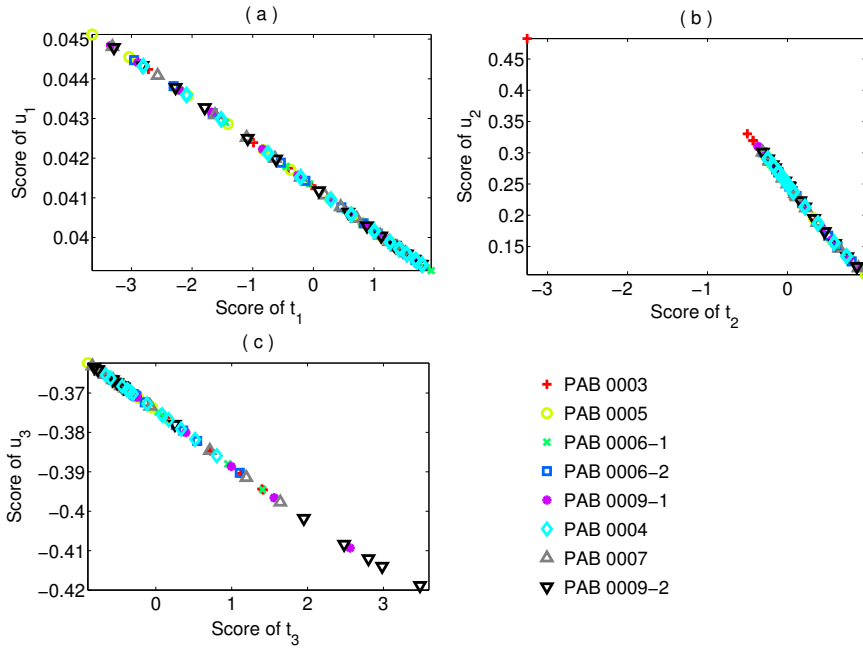 ( a )
0.045
0.044
0.043
0.042
0.041
0.04
Score of u1
−3
−2
−1
0
1
Score of t1
( b )
0.45
0.4
0.35
0.3
0.25
0.2
0.15
Score of u2
−3
−2
−1
0
Score of t2
( c )
−0.37
−0.38
−0.39
−0.4
−0.41
−0.42
Score of u3
0
1
2
3
Score of t3
PAB 0003
PAB 0005
PAB 0006−1
PAB 0006−2
PAB 0009−1
PAB 0004
PAB 0007
PAB 0009−2